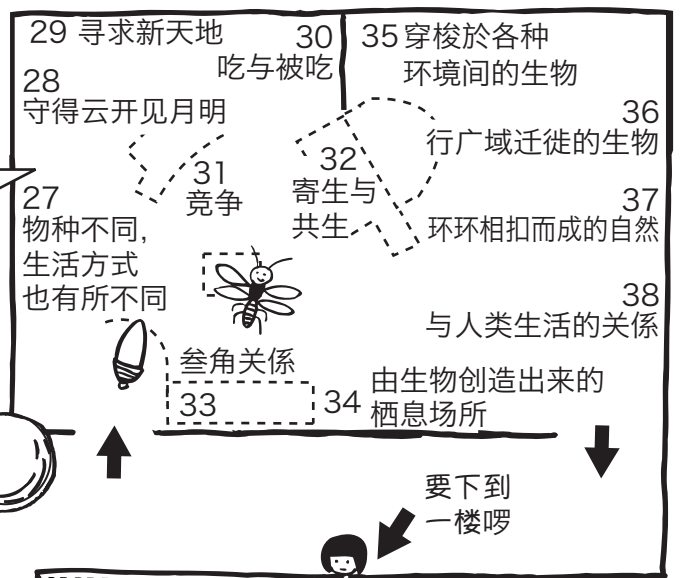 29 寻求新天地
30
吃与被吃
28
守得云开见月明
31
竞争
32
寄生与
共生
27
物种不同，
生活方式
也有所不同
叁角关係
33
34 由生物创造出来的
栖息场所
35 穿梭於各种
环境间的生物
36
行广域迁徙的生物
37
环环相扣而成的自然
38
与人类生活的关係
要下到
一楼啰